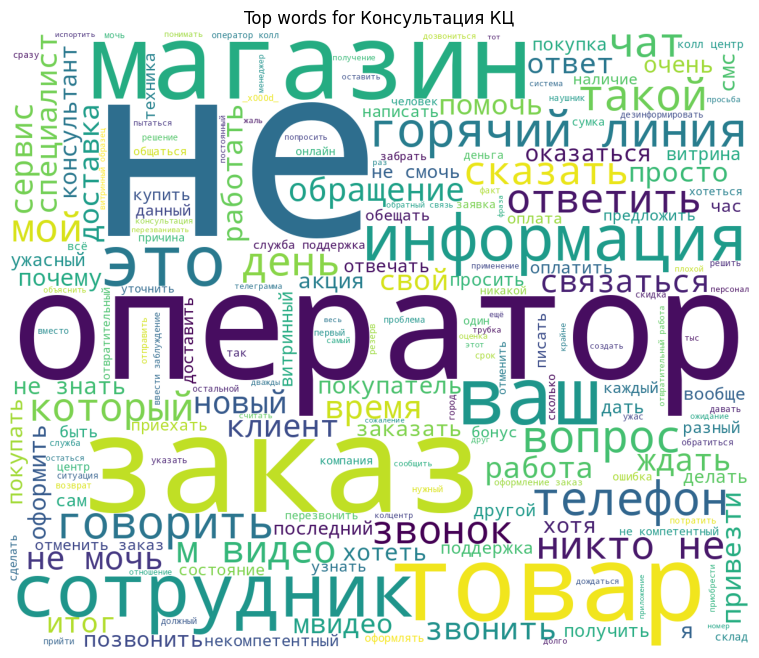 Top words for Консультация КЦ
магазин
чат
не
оператор
заказ
товар
сотрудник
ваш
информация
горячий линия
такой
помочь
ответ
очень
покупка
наличие
смс
колл центр
оператор колл
дозвониться
тот
понимать
мочь
испортить
сразу
специалист
сервис
консультант
техника
доставка
работать
написать
человек
получение
оставить
менеджер
_x000d_
жаль
постоянный
попросить
онлайн
решение
общаться
пытаться
система
наушник
дезинформировать
просьба
сумка
деньга
забрать
раз
сказать
оказаться
просто
витрина
ответить
обращение
не смочь
купить
данный
мой
обещать
заявка
факт
фраза
оплата
предложить
час
хотеться
обратный связь
консультация
перезванивать
причина
всё
ужасный
почему
это
служба поддержка
отвечать
день
связаться
акция
свой
просить
оплатить
применение
никакой
плохой
решить
персонал
скидка
тыс
объяснить
уточнить
телеграмма
отвратительный
отправить
ввести заблуждение
доставить
витринный
вместо
так
весь
первый
самый
проблема
резерв
один
этот
оценка
срок
трубка
ещё
писать
крайне
отменить
создать
отвратительный работа
не знать
остальной
дважды
покупатель
каждый
вообще
давать
дать
сколько
город
который
новый
время
клиент
считать
сожаление
друг
ужас
ожидание
обратиться
заказать
бонус
разный
вопрос
ждать
покупать
оформить
быть
приехать
служба
остаться
центр
ситуация
возврат
указать
компания
сообщить
нужный
оформление заказ
ошибка
делать
работа
сам
телефон
говорить
последний
перезвонить
колцентр
звонок
другой
хотя
не компетентный
потратить
никто не
привезти
м видео
хотеть
поддержка
отменить заказ
не мочь
состояние
узнать
дождаться
приложение
приобрести
сделать
отношение
должный
итог
мвидео
звонить
получить
я
номер
склад
позвонить
некомпетентный
оформлять
долго
прийти